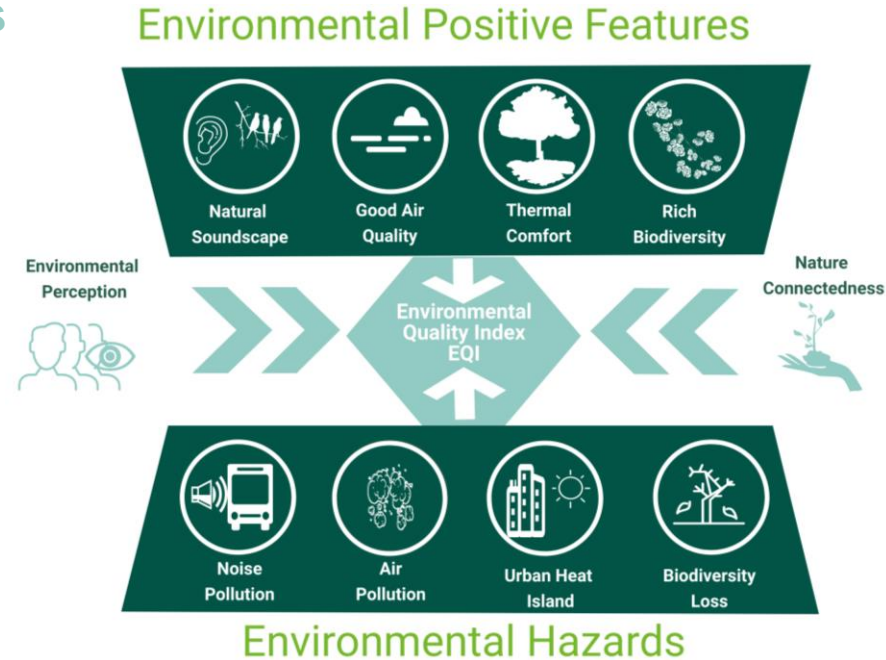 s
Environmental Positive Features
Natural
Soundscape
Good Air
Quality
Thermal
Comfort
Rich
Biodiversity
Environmental
Perception
Environmental
Quality Index
EQI
Nature
Connectedness
Noise
Pollution
Air
Pollution
Urban Heat
Island
Biodiversity
Loss
Environmental Hazards